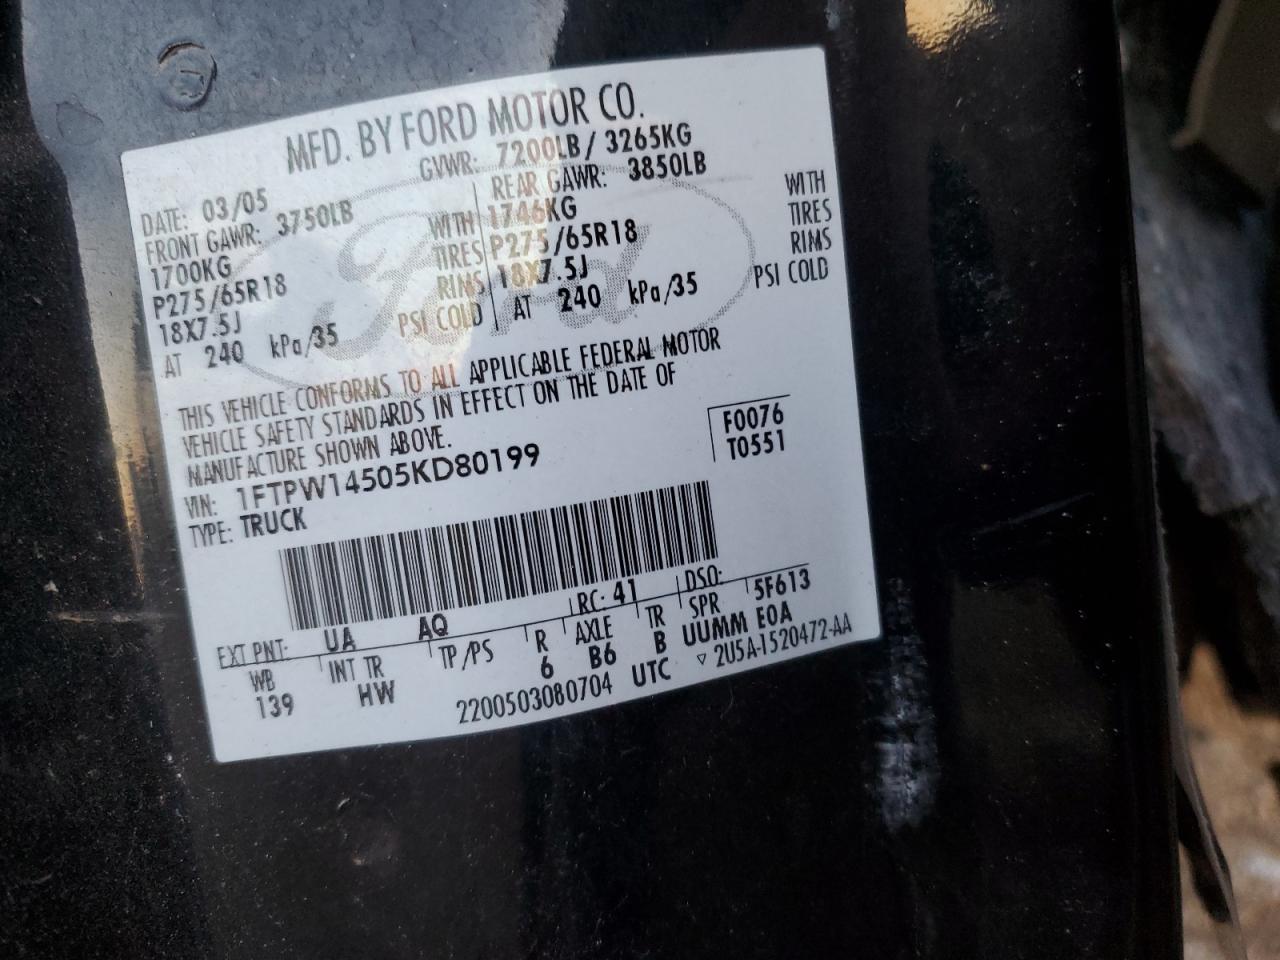 MFD. BY FORD MOTOR CO.
DATE: 03/05 GVWR: 7200LB / 3265KG
FRONT GAWR: 3750LB REAR GAWR: 3850LB
1700KG WITH 1746KG WITH
P275/65R18 TIRES P275/65R18 TIRES
18X7.5J RIMS 18X7.5J RIMS
AT 240 kPa/35 PSI COLD AT 240 kPa/35 PSI COLD
THIS VEHICLE CONFORMS TO ALL APPLICABLE FEDERAL MOTOR
VEHICLE SAFETY STANDARDS IN EFFECT ON THE DATE OF
MANUFACTURE SHOWN ABOVE.
VIN: 1FTPW14505KD80199 F0076
TYPE: TRUCK T0551
EXT PNT: UA AQ RC: 41 DSO: 5F613
WB INT TR TP/PS R AXLE TR SPR
139 HW 6 B6 B UUMM E0A
2200503080704 UTC ▽ 2U5A-1520472-AA
Ford